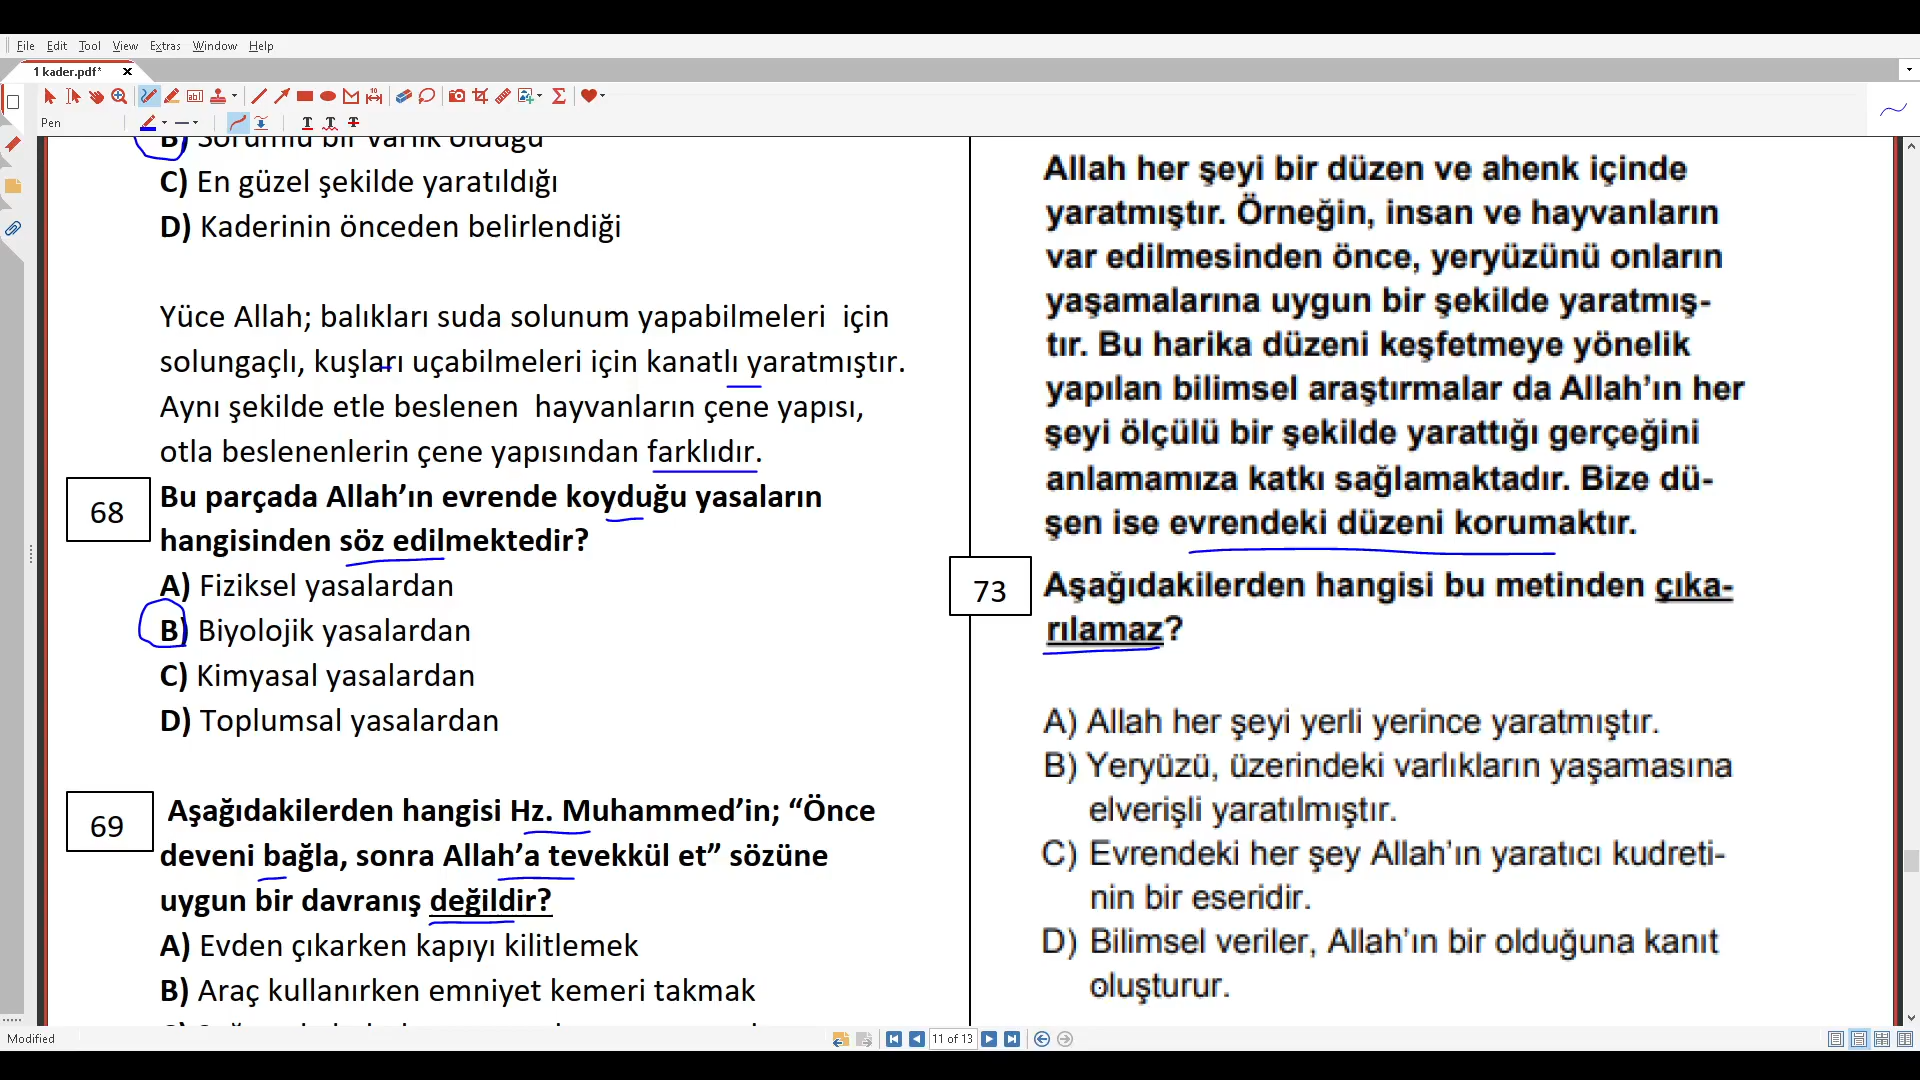 File Edit Tool View Extras Window Help
1 kader.pdf*
Pen
B) Sorumlu bir varlık olduğu
C) En güzel şekilde yaratıldığı
D) Kaderinin önceden belirlendiği
Yüce Allah; balıkları suda solunum yapabilmeleri için
solungaçlı, kuşları uçabilmeleri için kanatlı yaratmıştır.
Aynı şekilde etle beslenen hayvanların çene yapısı,
otla beslenenlerin çene yapısından farklıdır.
68
Bu parçada Allah’ın evrende koyduğu yasaların
hangisinden söz edilmektedir?
A) Fiziksel yasalardan
B) Biyolojik yasalardan
C) Kimyasal yasalardan
D) Toplumsal yasalardan
69
Aşağıdakilerden hangisi Hz. Muhammed’in; “Önce
deveni bağla, sonra Allah’a tevekkül et” sözüne
uygun bir davranış değildir?
A) Evden çıkarken kapıyı kilitlemek
B) Araç kullanırken emniyet kemeri takmak
Allah her şeyi bir düzen ve ahenk içinde
yaratmıştır. Örneğin, insan ve hayvanların
var edilmesinden önce, yeryüzünü onların
yaşamalarına uygun bir şekilde yaratmış-
tır. Bu harika düzeni keşfetmeye yönelik
yapılan bilimsel araştırmalar da Allah’ın her
şeyi ölçülü bir şekilde yarattığı gerçeğini
anlamamıza katkı sağlamaktadır. Bize dü-
şen ise evrendeki düzeni korumaktır.
73
Aşağıdakilerden hangisi bu metinden çıka-
rılamaz?
A) Allah her şeyi yerli yerince yaratmıştır.
B) Yeryüzü, üzerindeki varlıkların yaşamasına
elverişli yaratılmıştır.
C) Evrendeki her şey Allah’ın yaratıcı kudreti-
nin bir eseridir.
D) Bilimsel veriler, Allah’ın bir olduğuna kanıt
oluşturur.
Modified
11 of 13